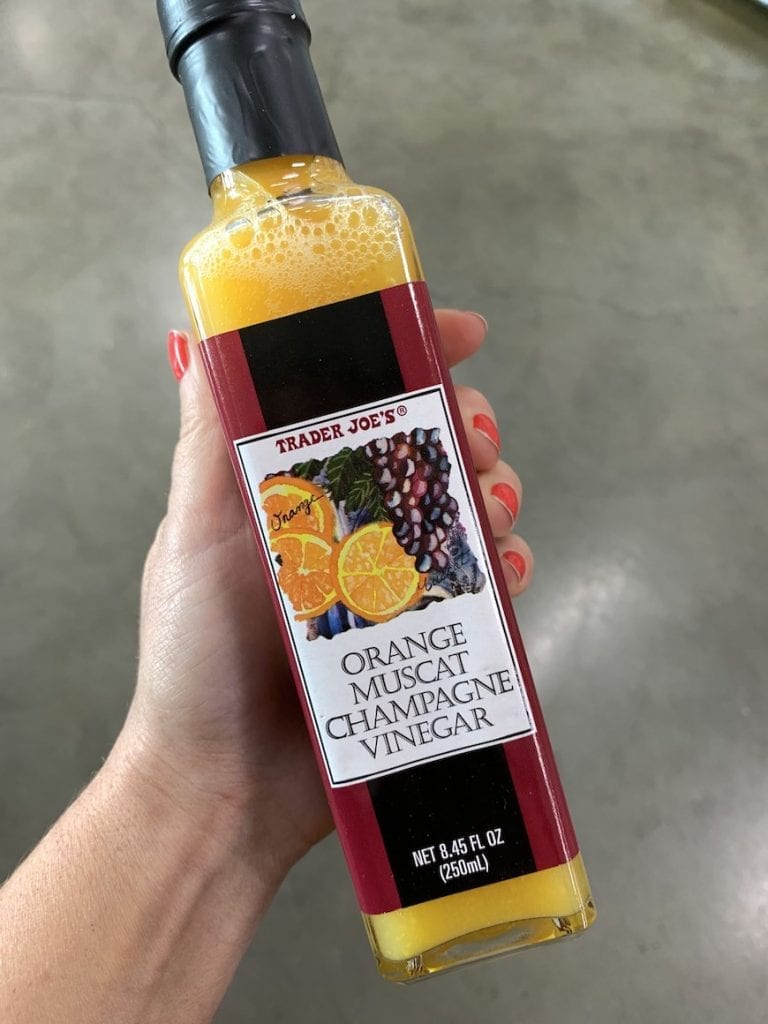 TRADER JOE'S®
Orange
ORANGE
MUSCAT
CHAMPAGNE
VINEGAR
NET 8.45 FL OZ
(250mL)